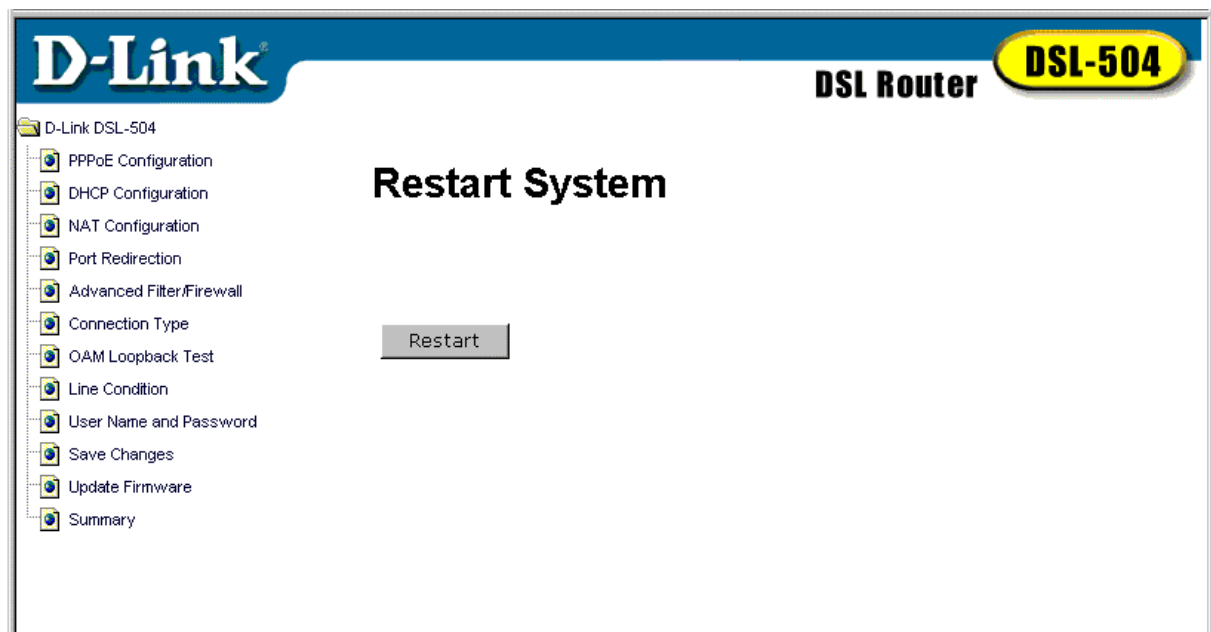 D-Link®
DSL Router
DSL-504
D-Link DSL-504
PPPoE Configuration
DHCP Configuration
NAT Configuration
Port Redirection
Advanced Filter/Firewall
Connection Type
OAM Loopback Test
Line Condition
User Name and Password
Save Changes
Update Firmware
Summary
Restart System
Restart